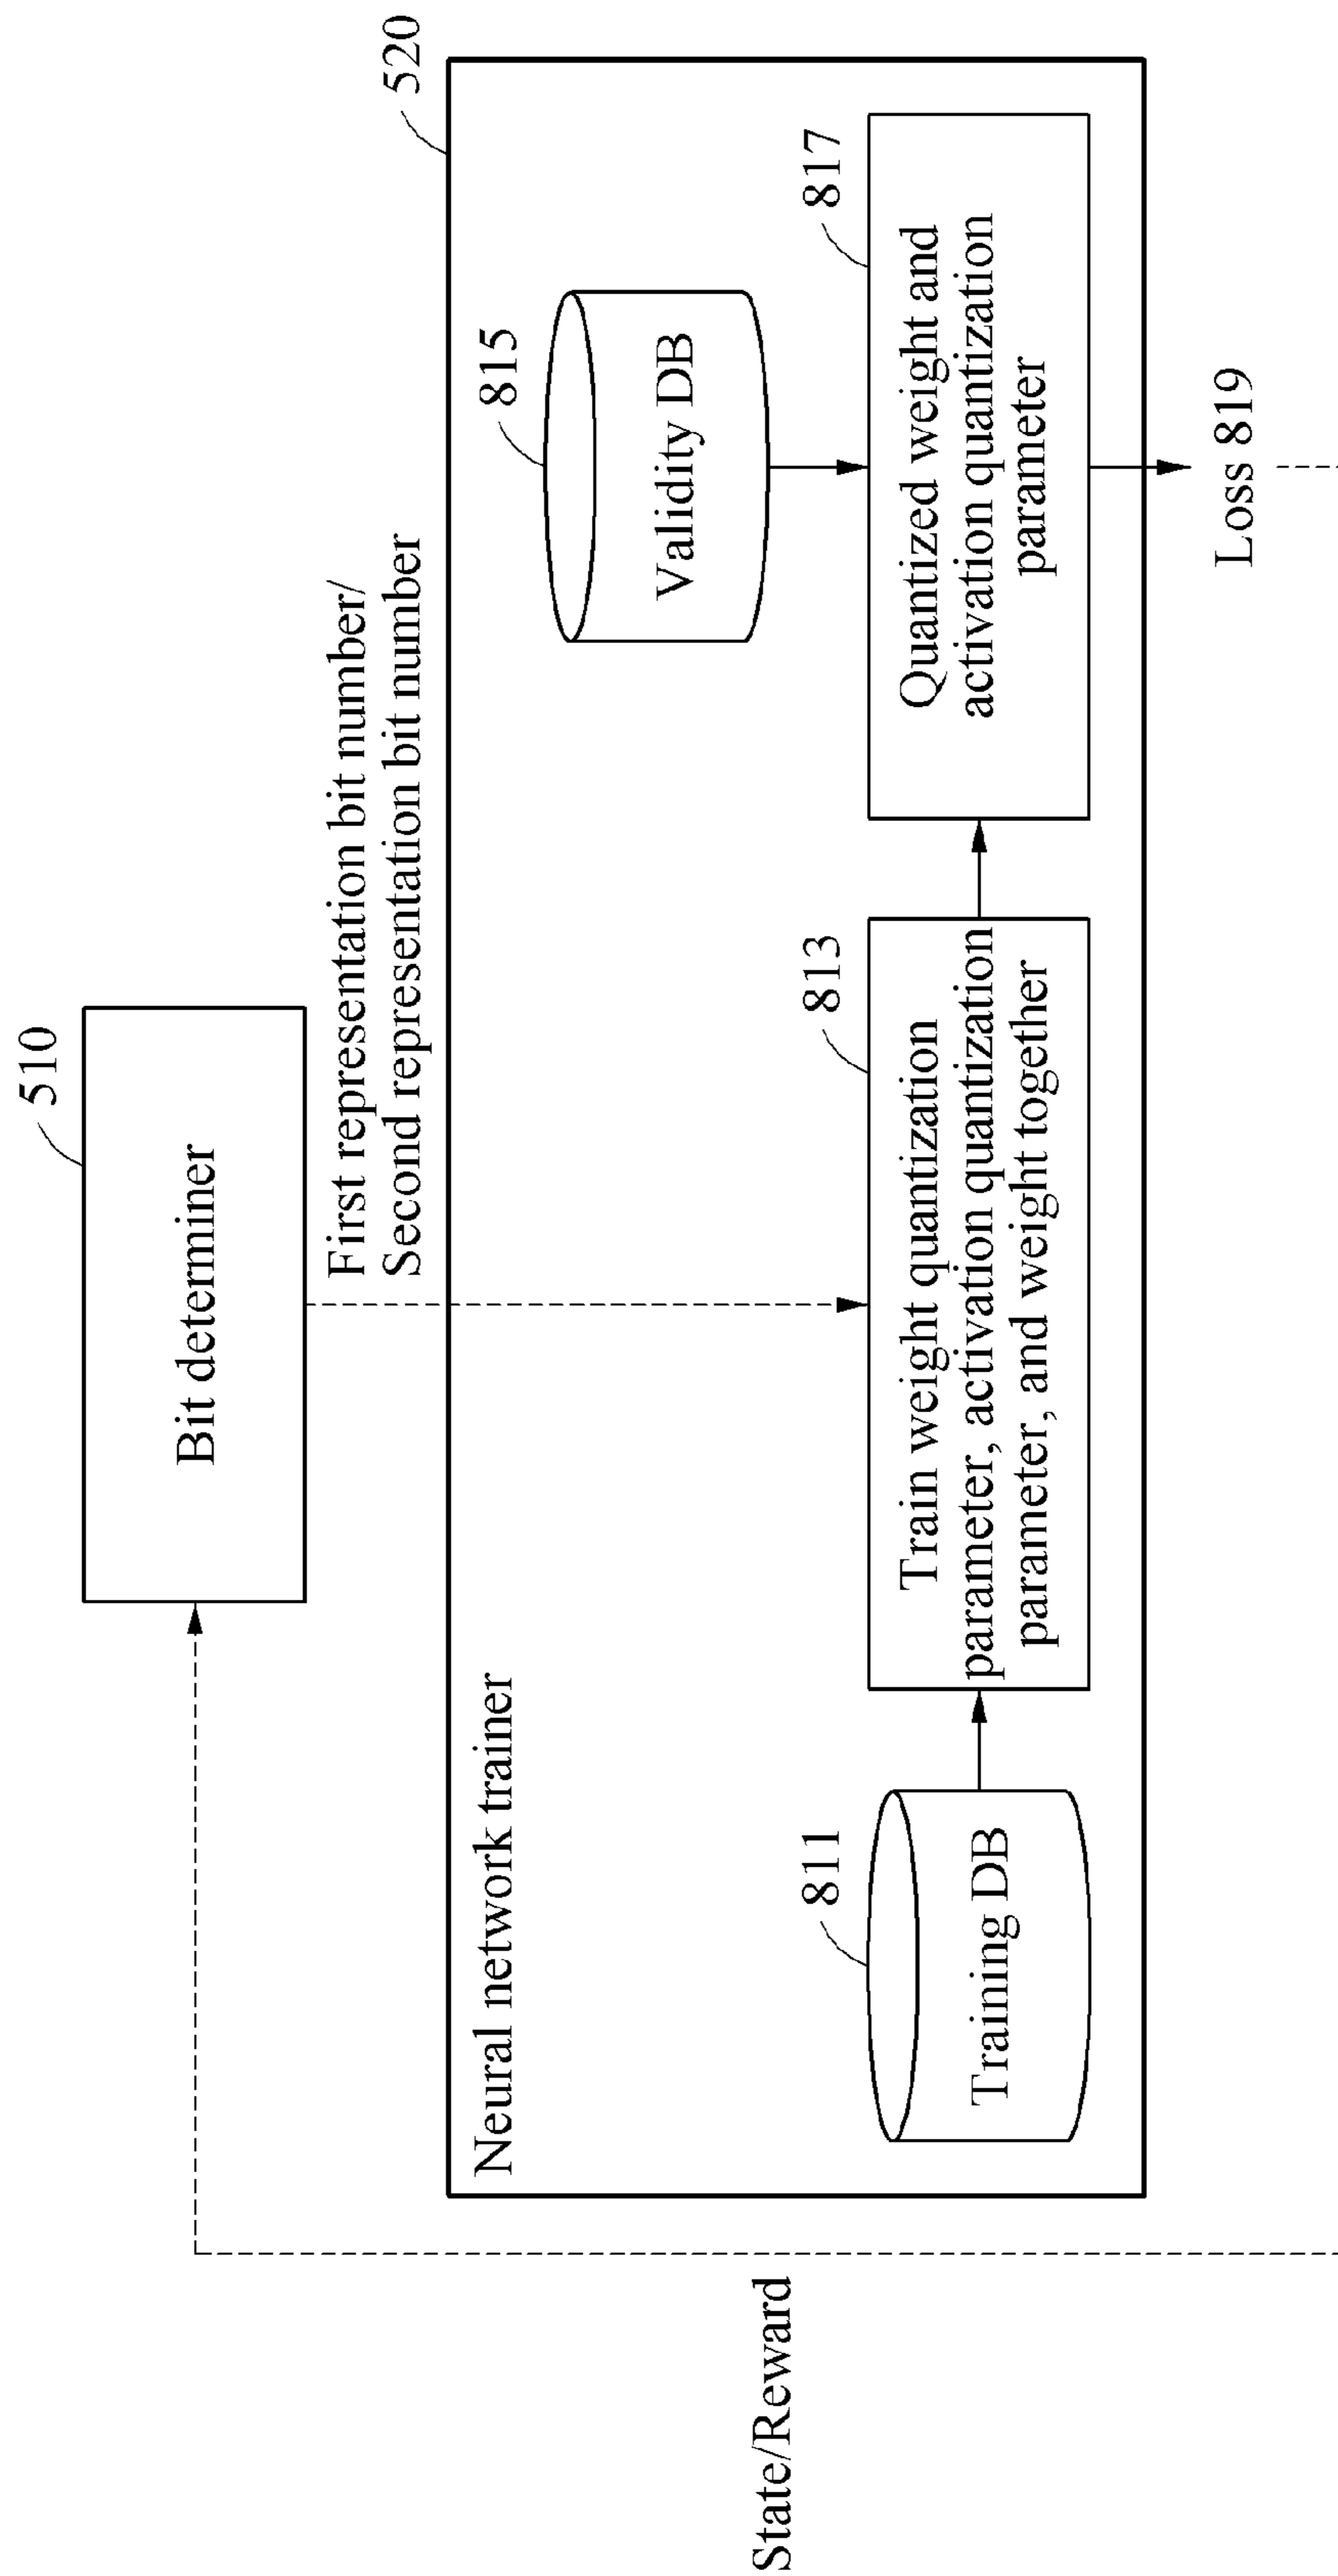 510
Bit determiner
First representation bit number/
Second representation bit number
520
Neural network trainer
815
Validity DB
811
Training DB
813
Train weight quantization
parameter, activation quantization
parameter, and weight together
817
Quantized weight and
activation quantization
parameter
Loss 819
State/Reward